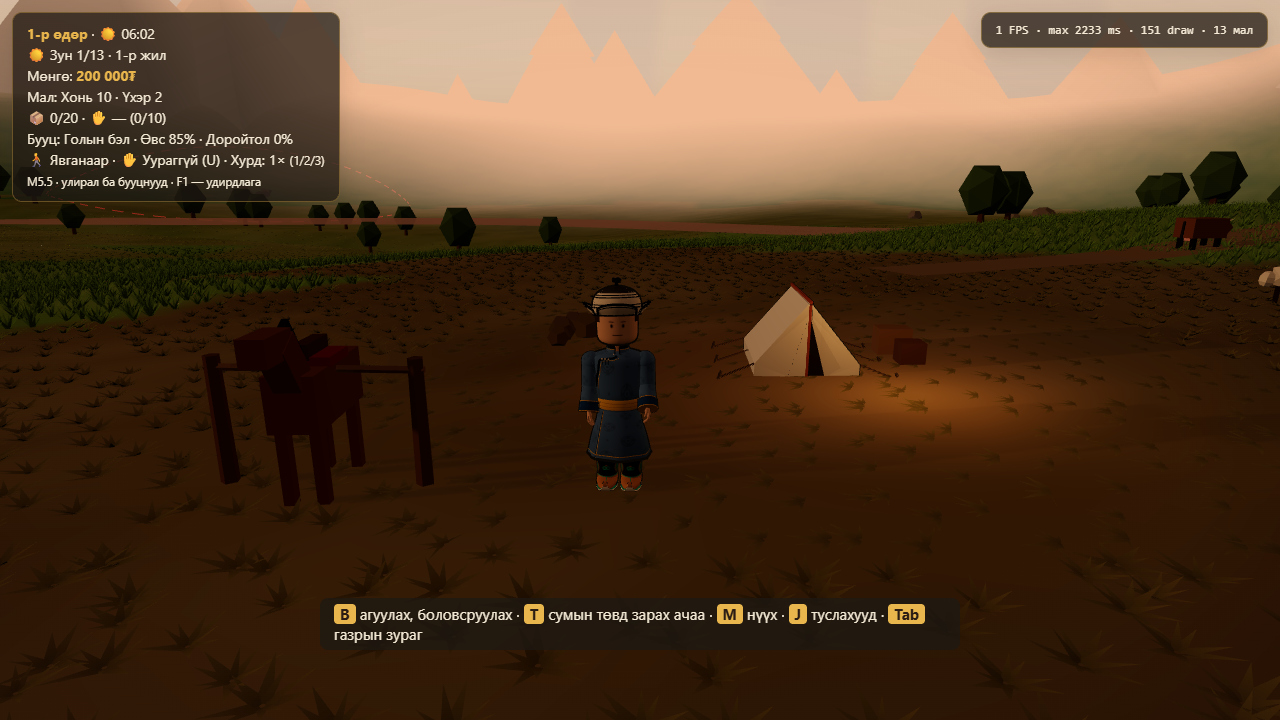 1-р өдөр · 06:02
Зун 1/13 · 1-р жил
Мөнгө: 200 000₮
Мал: Хонь 10 · Үхэр 2
0/20 · — (0/10)
Бууц: Голын бэл · Өвс 85% · Доройтол 0%
Явганаар · Уураггүй (U) · Хурд: 1× (1/2/3)
M5.5 · улирал ба бууцнууд · F1 — удирдлага
1 FPS · max 2233 ms · 151 draw · 13 мал
B агуулах, боловсруулах · T сумын төвд зарах ачаа · M нүүх · J туслахууд · Tab
газрын зураг